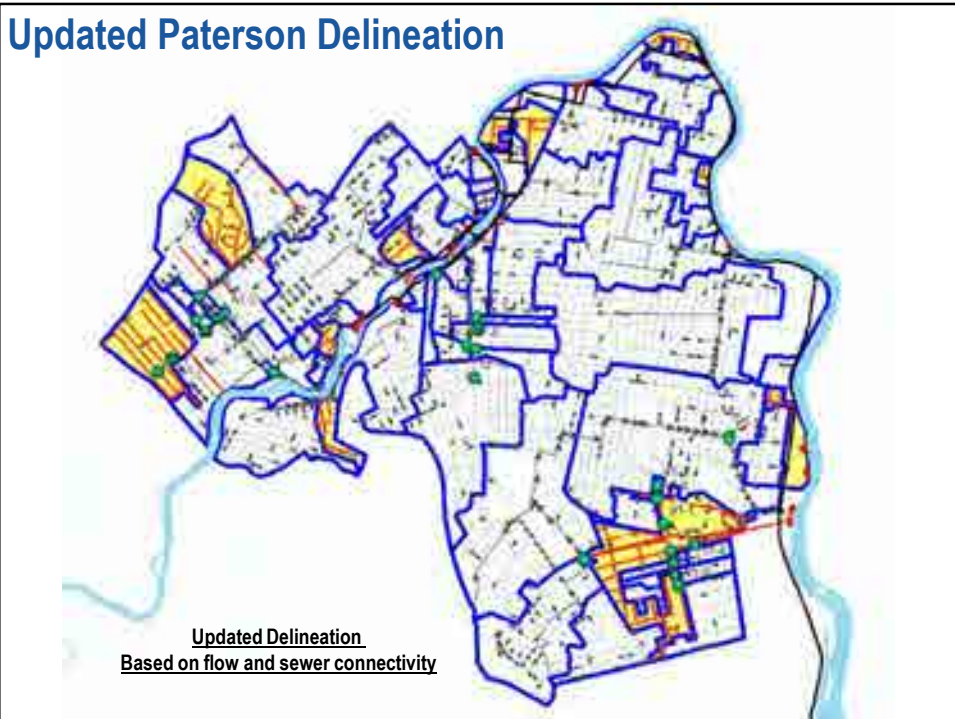 Updated Paterson Delineation
Updated Delineation
Based on flow and sewer connectivity